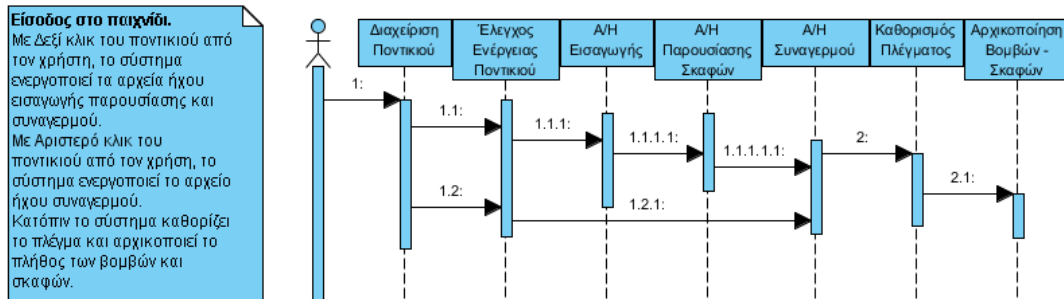 Είσοδος στο παιχνίδι.
Με Δεξί κλικ του ποντικιού από
τον χρήστη, το σύστημα
ενεργοποιεί τα αρχεία ήχου
εισαγωγής παρουσίασης και
συναγερμού.
Με Αριστερό κλικ του
ποντικιού από τον χρήση, το
σύστημα ενεργοποιεί το αρχείο
ήχου συναγερμού.
Κατόπιν το σύστημα καθορίζει
το πλέγμα και αρχικοποιεί το
πλήθος των βομβών και
σκαφών.
Διαχείριση
Ποντικιού
Έλεγχος
Ενέργειας
Ποντικιού
Α/Η
Εισαγωγής
Α/Η
Παρουσίασης
Σκαφών
Α/Η
Συναγερμού
Καθορισμός
Πλέγματος
Αρχικοποίηση
Βομβών -
Σκαφών
1:
1.1:
1.1.1:
1.1.1.1:
1.1.1.1.1:
2:
2.1:
1.2:
1.2.1: